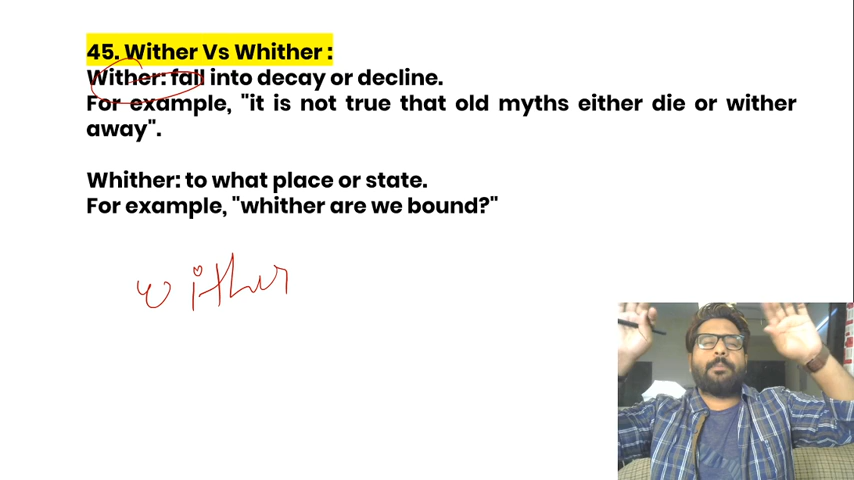 45. Wither Vs Whither :
Wither: fall into decay or decline.
For example, "it is not true that old myths either die or wither
away".
Whither: to what place or state.
For example, "whither are we bound?"
wither